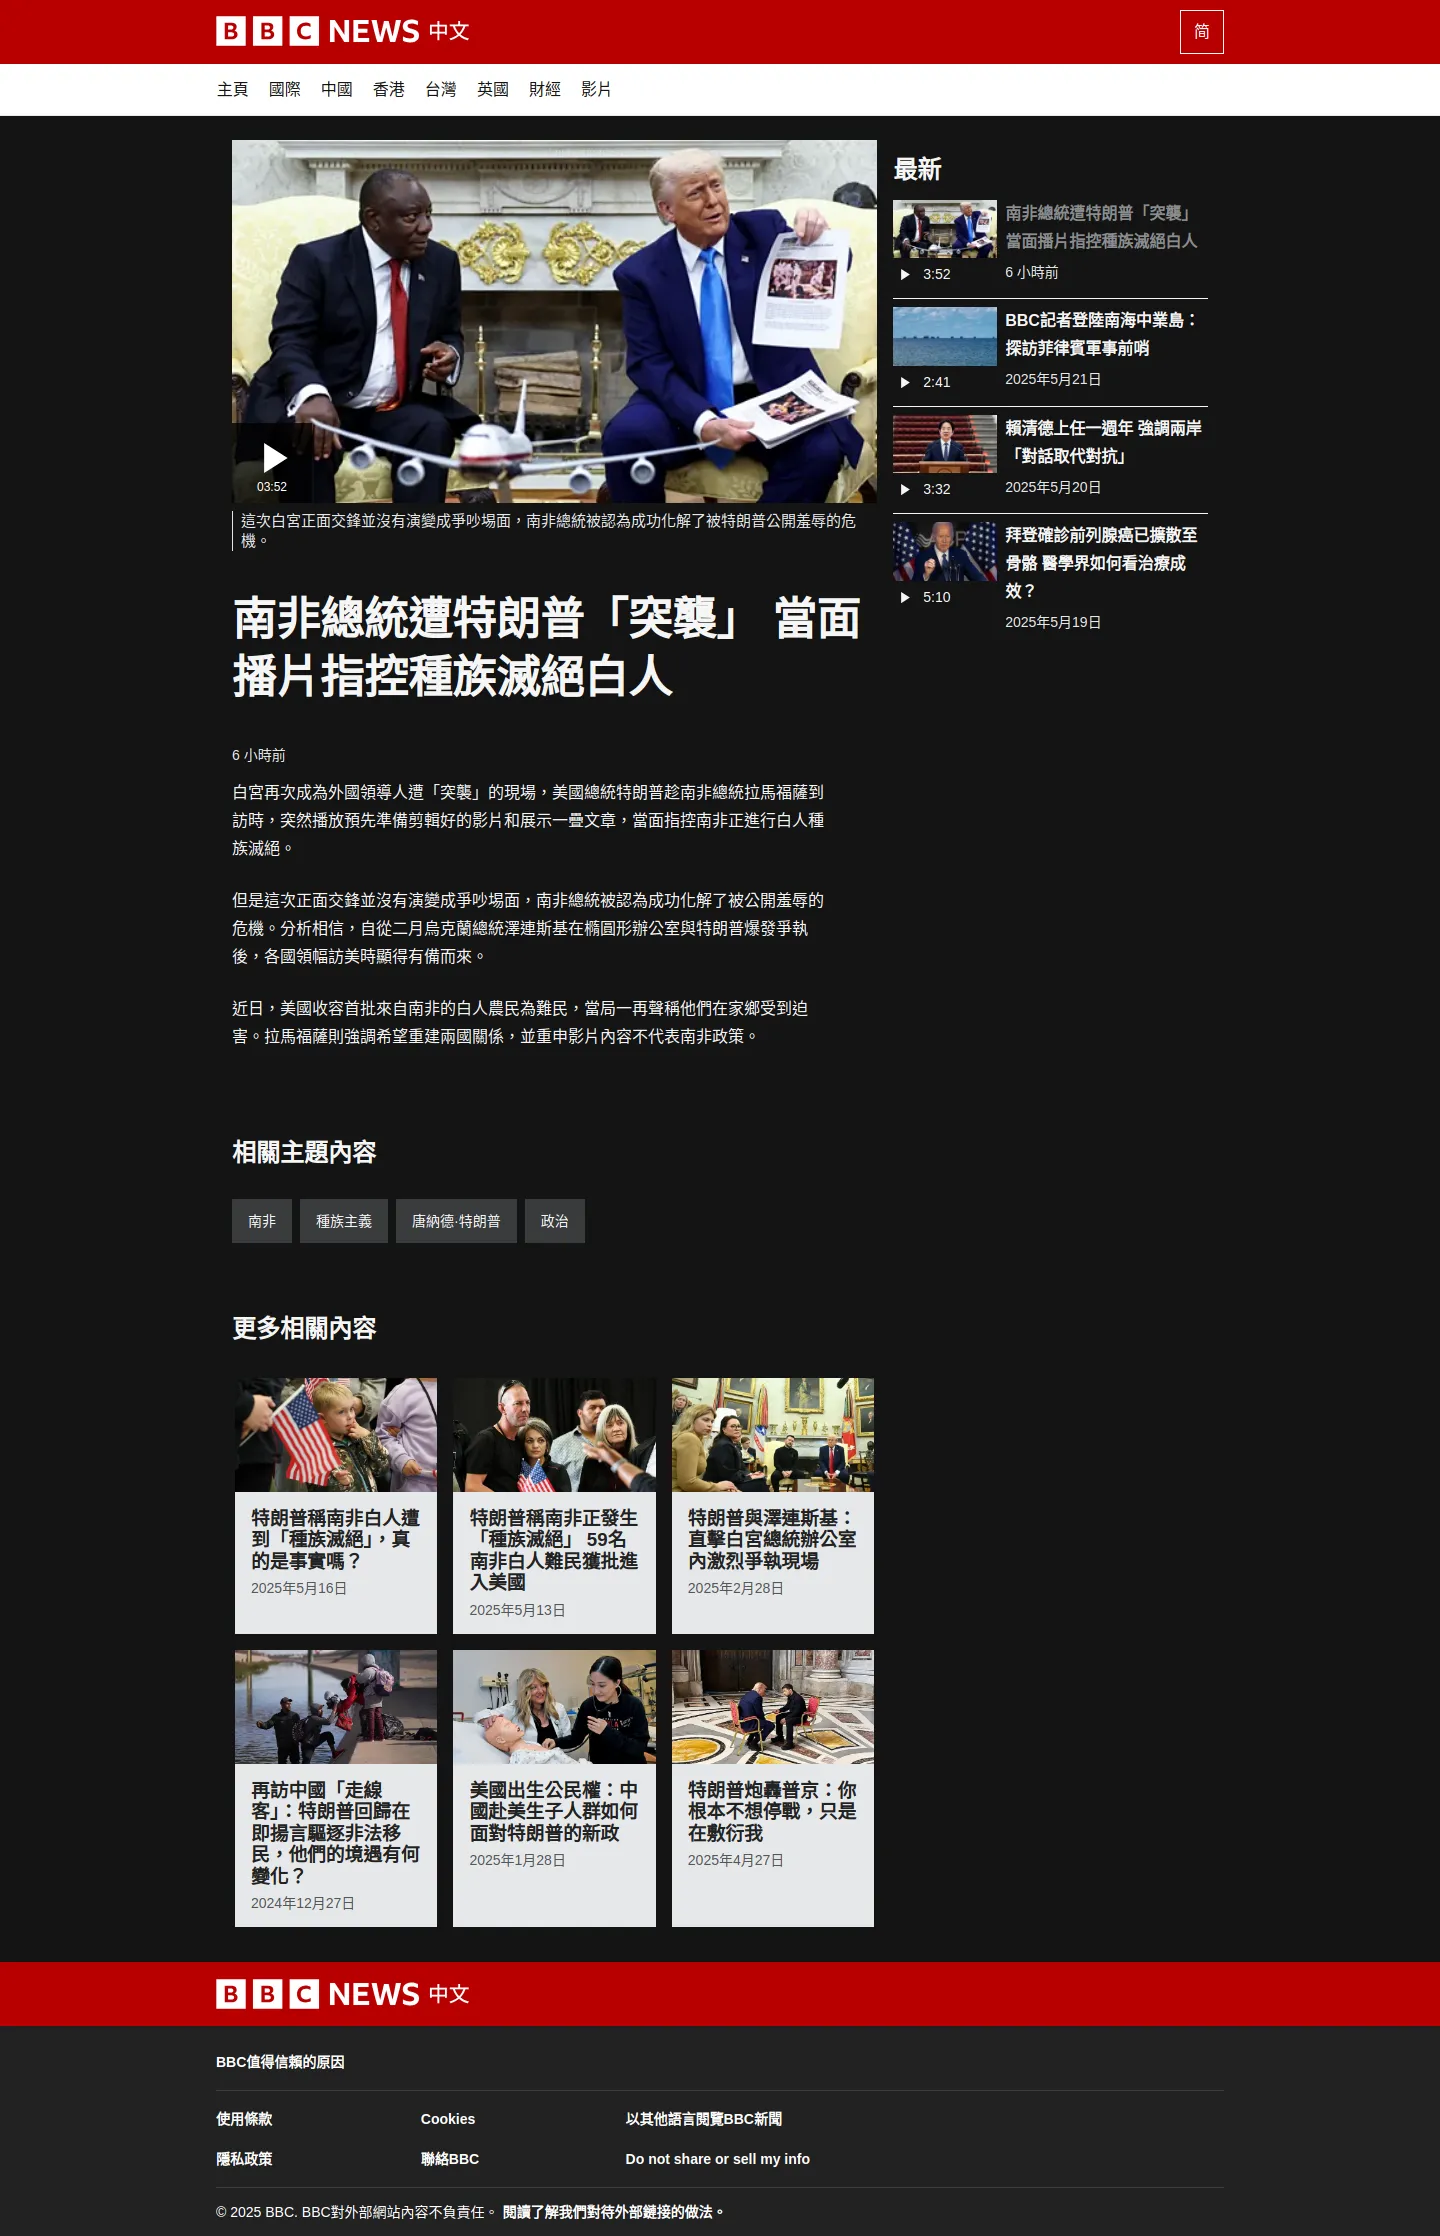 BBC NEWS 中文
简
主頁 國際 中國 香港 台灣 英國 財經 影片
03:52
這次白宮正面交鋒並沒有演變成爭吵場面，南非總統被認為成功化解了被特朗普公開羞辱的危
機。
南非總統遭特朗普「突襲」 當面
播片指控種族滅絕白人
6 小時前
白宮再次成為外國領導人遭「突襲」的現場，美國總統特朗普趁南非總統拉馬福薩到
訪時，突然播放預先準備剪輯好的影片和展示一疊文章，當面指控南非正進行白人種
族滅絕。
但是這次正面交鋒並沒有演變成爭吵場面，南非總統被認為成功化解了被公開羞辱的
危機。分析相信，自從二月烏克蘭總統澤連斯基在橢圓形辦公室與特朗普爆發爭執
後，各國領幅訪美時顯得有備而來。
近日，美國收容首批來自南非的白人農民為難民，當局一再聲稱他們在家鄉受到迫
害。拉馬福薩則強調希望重建兩國關係，並重申影片內容不代表南非政策。
最新
南非總統遭特朗普「突襲」
當面播片指控種族滅絕白人
3:52
6 小時前
BBC記者登陸南海中業島：
探訪菲律賓軍事前哨
2:41
2025年5月21日
賴清德上任一週年 強調兩岸
「對話取代對抗」
3:32
2025年5月20日
拜登確診前列腺癌已擴散至
骨骼 醫學界如何看治療成
效？
5:10
2025年5月19日
相關主題內容
南非 種族主義 唐納德·特朗普 政治
更多相關內容
特朗普稱南非白人遭
到「種族滅絕」，真
的是事實嗎？
2025年5月16日
特朗普稱南非正發生
「種族滅絕」 59名
南非白人難民獲批進
入美國
2025年5月13日
特朗普與澤連斯基：
直擊白宮總統辦公室
內激烈爭執現場
2025年2月28日
再訪中國「走線
客」：特朗普回歸在
即揚言驅逐非法移
民，他們的境遇有何
變化？
2024年12月27日
美國出生公民權：中
國赴美生子人群如何
面對特朗普的新政
2025年1月28日
特朗普炮轟普京：你
根本不想停戰，只是
在敷衍我
2025年4月27日
BBC NEWS 中文
BBC值得信賴的原因
使用條款 Cookies 以其他語言閱覽BBC新聞
隱私政策 聯絡BBC Do not share or sell my info
© 2025 BBC. BBC對外部網站內容不負責任。 閱讀了解我們對待外部鏈接的做法。